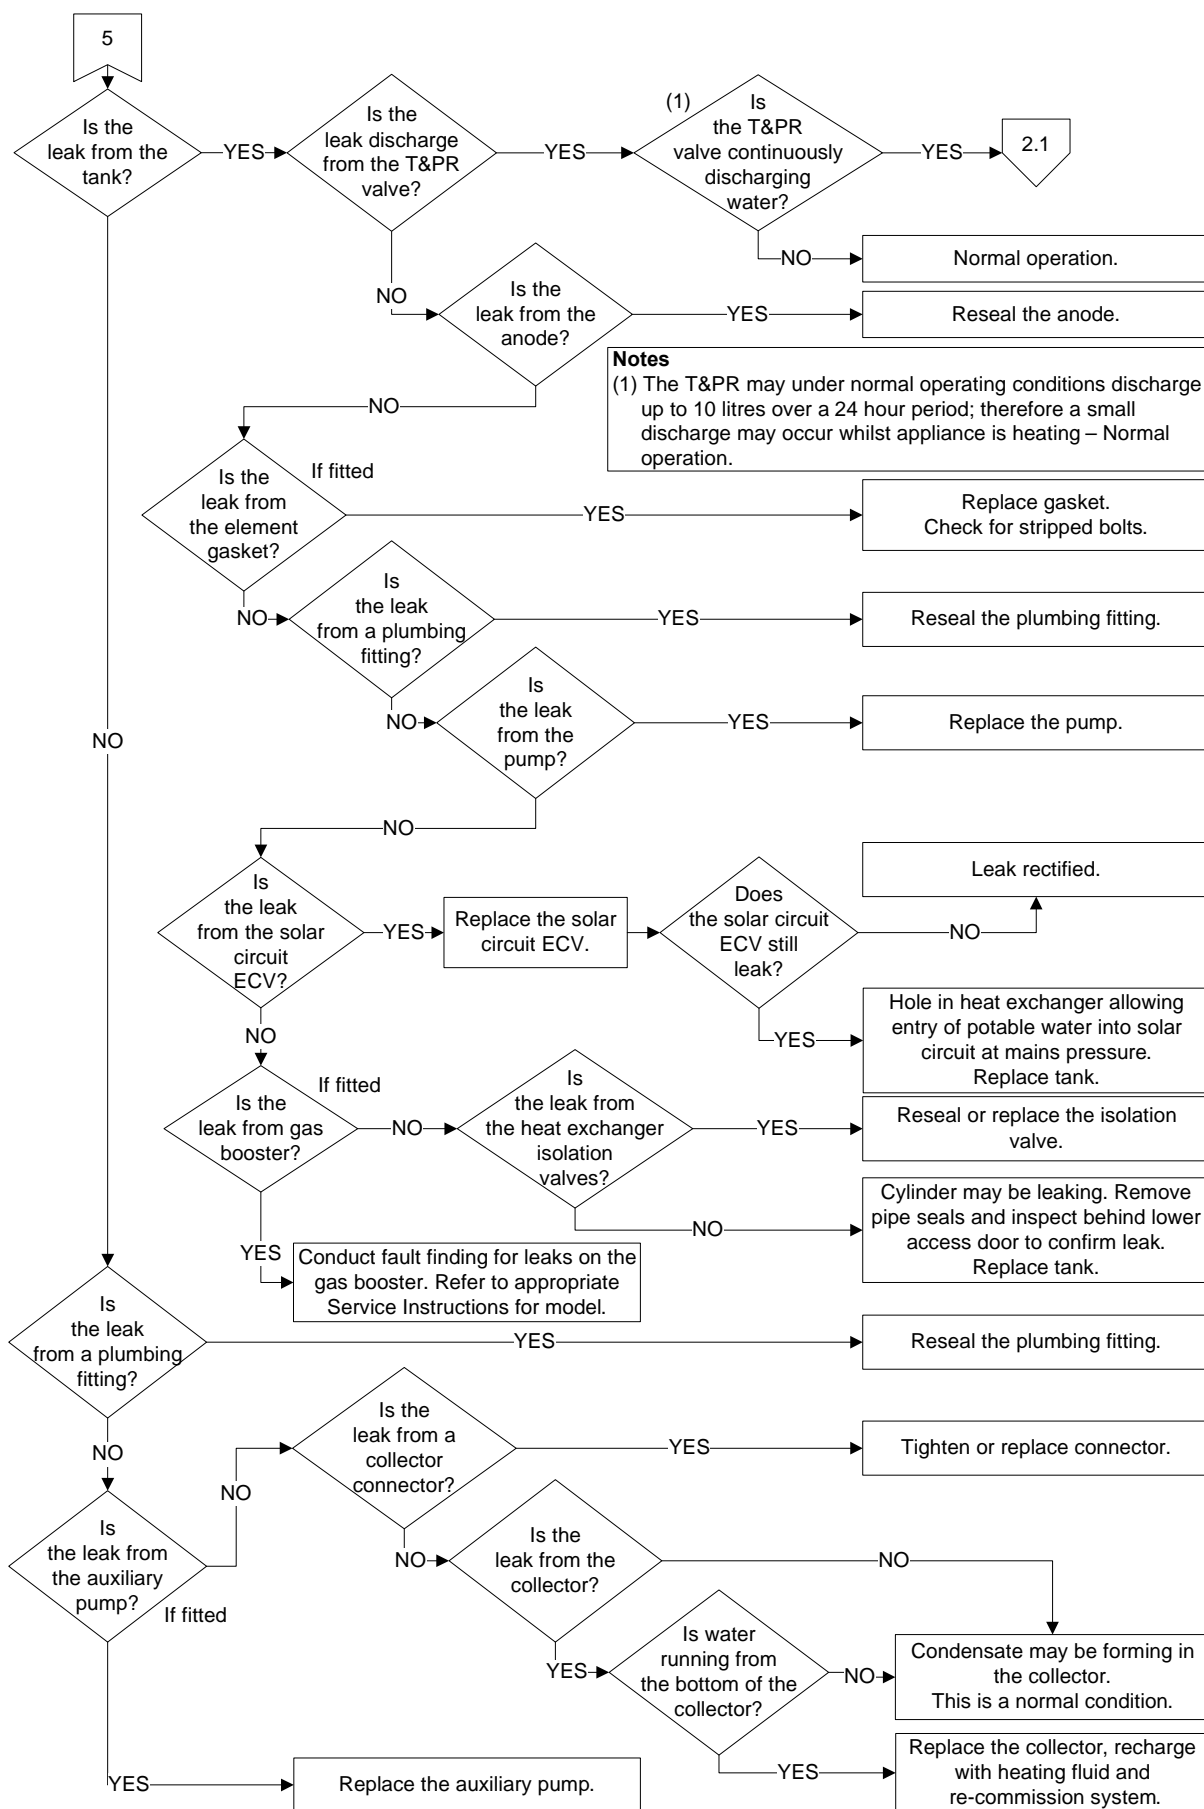 5
Is the
leak from the
tank?
YES
Is the
leak discharge
from the T&PR
valve?
YES
(1)
Is
the T&PR
valve continuously
discharging
water?
YES
2.1
NO
Normal operation.
NO
Is the
leak from the
anode?
YES
Reseal the anode.
Notes
(1) The T&PR may under normal operating conditions discharge
up to 10 litres over a 24 hour period; therefore a small
discharge may occur whilst appliance is heating – Normal
operation.
NO
Is the
leak from
the element
gasket?
If fitted
YES
Replace gasket.
Check for stripped bolts.
NO
Is
the leak
from a plumbing
fitting?
YES
Reseal the plumbing fitting.
NO
Is
the leak
from the
pump?
YES
Replace the pump.
NO
NO
Is
the leak
from the solar
circuit
ECV?
YES
Replace the solar
circuit ECV.
Does
the solar circuit
ECV still
leak?
NO
Leak rectified.
YES
Hole in heat exchanger allowing
entry of potable water into solar
circuit at mains pressure.
Replace tank.
NO
Is the
leak from gas
booster?
If fitted
NO
Is
the leak from
the heat exchanger
isolation
valves?
YES
Reseal or replace the isolation
valve.
NO
Cylinder may be leaking. Remove
pipe seals and inspect behind lower
access door to confirm leak.
Replace tank.
YES
Conduct fault finding for leaks on the
gas booster. Refer to appropriate
Service Instructions for model.
Is
the leak
from a plumbing
fitting?
YES
Reseal the plumbing fitting.
NO
Is
the leak from
the auxiliary
pump?
If fitted
NO
Is the
leak from a
collector
connector?
YES
Tighten or replace connector.
NO
Is the
leak from the
collector?
NO
YES
Is water
running from
the bottom of the
collector?
NO
Condensate may be forming in
the collector.
This is a normal condition.
YES
Replace the collector, recharge
with heating fluid and
re-commission system.
YES
Replace the auxiliary pump.